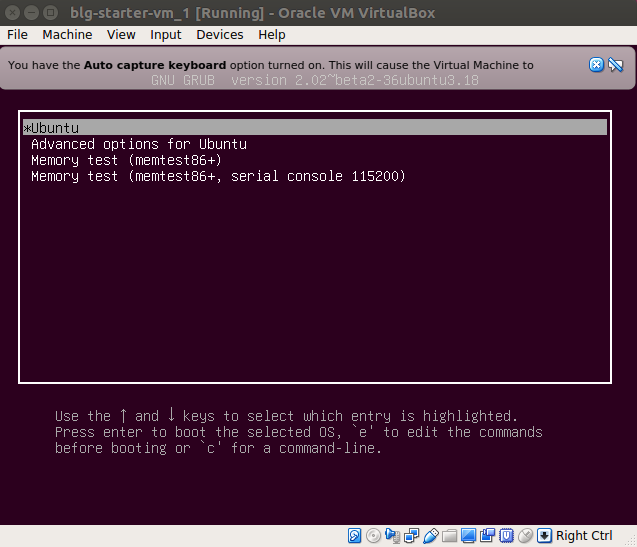 blg-starter-vm_1 [Running] - Oracle VM VirtualBox
File Machine View Input Devices Help
You have the Auto capture keyboard option turned on. This will cause the Virtual Machine to
GNU GRUB version 2.02~beta2-36ubuntu3.18
*Ubuntu
Advanced options for Ubuntu
Memory test (memtest86+)
Memory test (memtest86+, serial console 115200)
Use the ↑ and ↓ keys to select which entry is highlighted.
Press enter to boot the selected OS, `e' to edit the commands
before booting or `c' for a command-line.
Right Ctrl